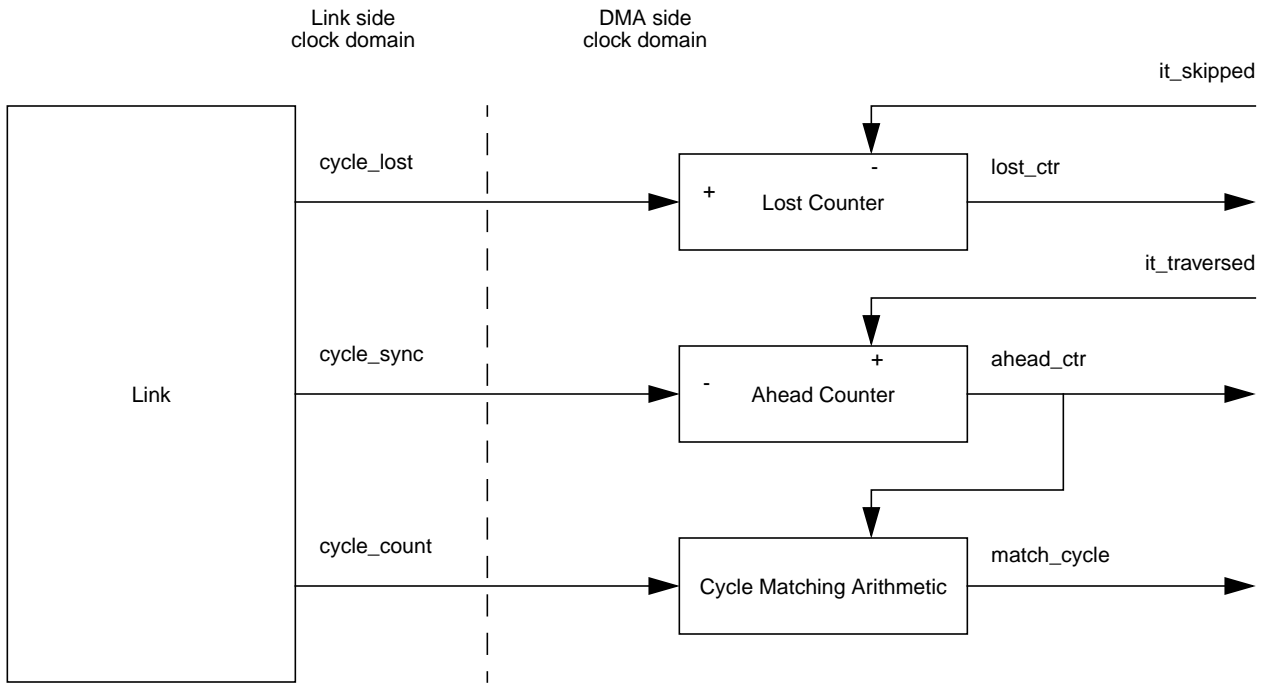 Link side
clock domain
DMA side
clock domain
it_skipped
cycle_lost
-
lost_ctr
+
Lost Counter
it_traversed
cycle_sync
+
ahead_ctr
-
Link
Ahead Counter
cycle_count
match_cycle
Cycle Matching Arithmetic